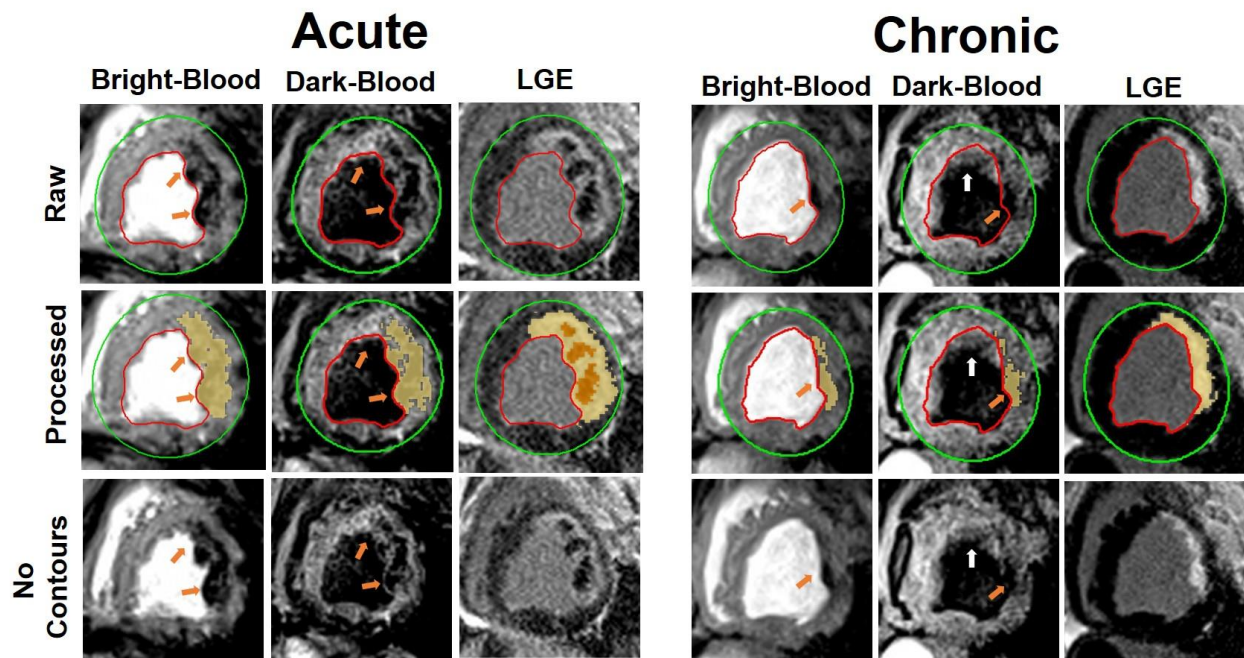 Acute
Chronic
Bright-Blood
Dark-Blood
LGE
Bright-Blood
Dark-Blood
LGE
Raw
Processed
No
Contours